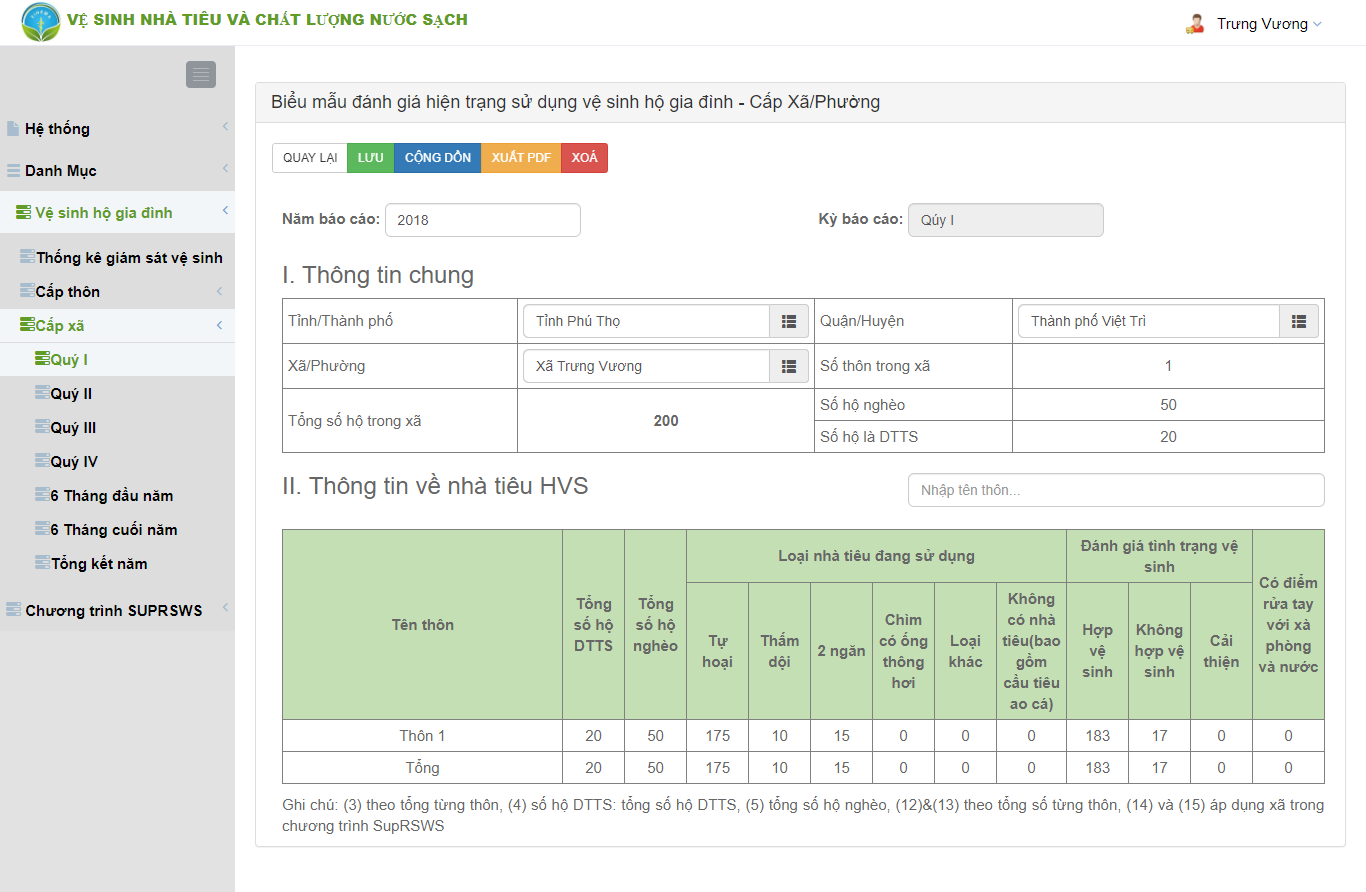 VỆ SINH NHÀ TIÊU VÀ CHẤT LƯỢNG NƯỚC SẠCH
Trưng Vương
Hệ thống
Danh Mục
Vệ sinh hộ gia đình
Thống kê giám sát vệ sinh
Cấp thôn
Cấp xã
Quý I
Quý II
Quý III
Quý IV
6 Tháng đầu năm
6 Tháng cuối năm
Tổng kết năm
Chương trình SUPRSWS
Biểu mẫu đánh giá hiện trạng sử dụng vệ sinh hộ gia đình - Cấp Xã/Phường
QUAY LẠI LƯU CỘNG DỒN XUẤT PDF XOÁ
Năm báo cáo: 2018 Kỳ báo cáo: Qúy I
I. Thông tin chung
Tỉnh/Thành phố Tỉnh Phú Thọ Quận/Huyện Thành phố Việt Trì
Xã/Phường Xã Trưng Vương Số thôn trong xã 1
Tổng số hộ trong xã 200 Số hộ nghèo 50
Số hộ là DTTS 20
II. Thông tin về nhà tiêu HVS
Nhập tên thôn...
Tên thôn
Tổng
số hộ
DTTS
Tổng
số hộ
nghèo
Loại nhà tiêu đang sử dụng
Tự
hoại
Thấm
dội
2 ngăn
Chìm
có ống
thông
hơi
Loại
khác
Không
có nhà
tiêu(bao
gồm
cầu tiêu
ao cá)
Đánh giá tình trạng vệ
sinh
Hợp
vệ
sinh
Không
hợp vệ
sinh
Cải
thiện
Có điểm
rửa tay
với xà
phòng
và nước
Thôn 1 20 50 175 10 15 0 0 0 183 17 0 0
Tổng 20 50 175 10 15 0 0 0 183 17 0 0
Ghi chú: (3) theo tổng từng thôn, (4) số hộ DTTS: tổng số hộ DTTS, (5) tổng số hộ nghèo, (12)&(13) theo tổng số từng thôn, (14) và (15) áp dụng xã trong
chương trình SupRSWS